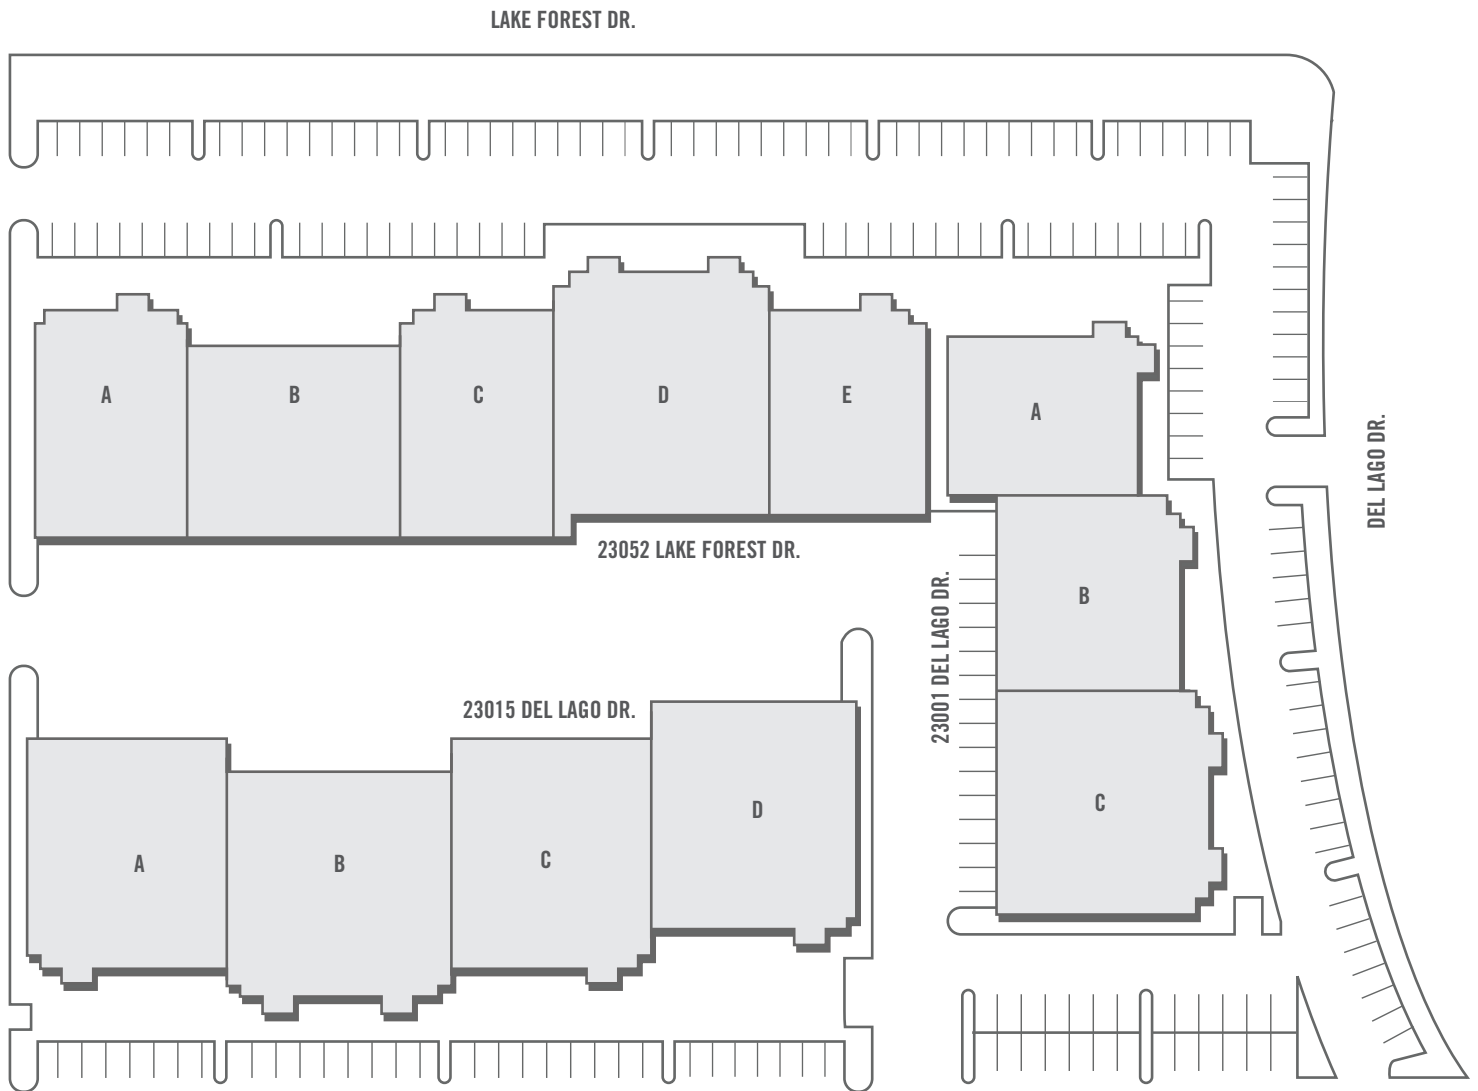 LAKE FOREST DR.
A
B
C
D
E
A
DEL LAGO DR.
23052 LAKE FOREST DR.
B
23001 DEL LAGO DR.
23015 DEL LAGO DR.
A
B
C
D
C